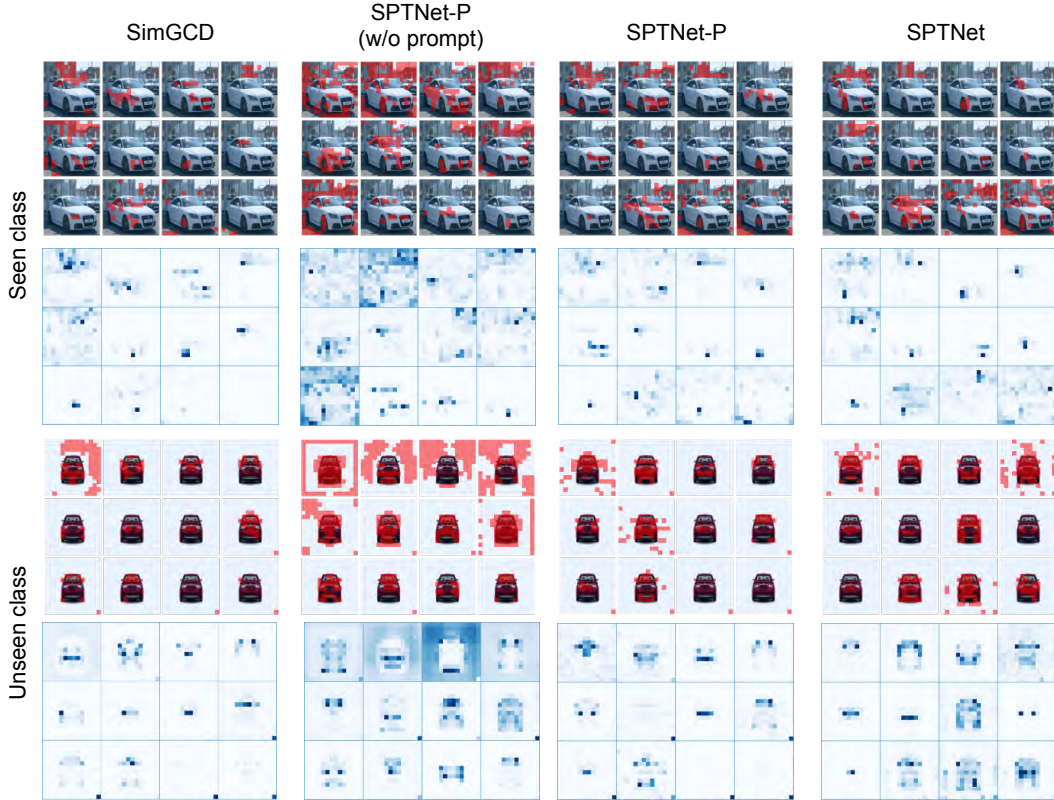 SimGCD
SPTNet-P
(w/o prompt)
SPTNet-P
SPTNet
Seen class
Unseen class